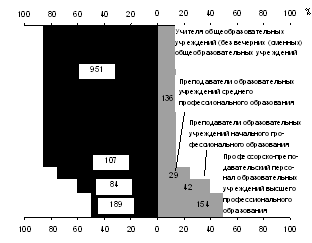 %
100 80 60 40 20 0 20 40 60 80 100
Учителя общеобразовательных
учреждений (без вечерних (сменных)
общеобразовательных учреждений
951
136
Преподаватели образовательных
учреждений среднего
профессионального образования
Преподаватели образовательных
учреждений начального про-
фессионального образования
Профессорско-препо-
давательский персо-
нал образовательных
учреждений высшего
профессионального
образования
107
29
84
42
189
154
100 80 60 40 20 0 20 40 60 80 100